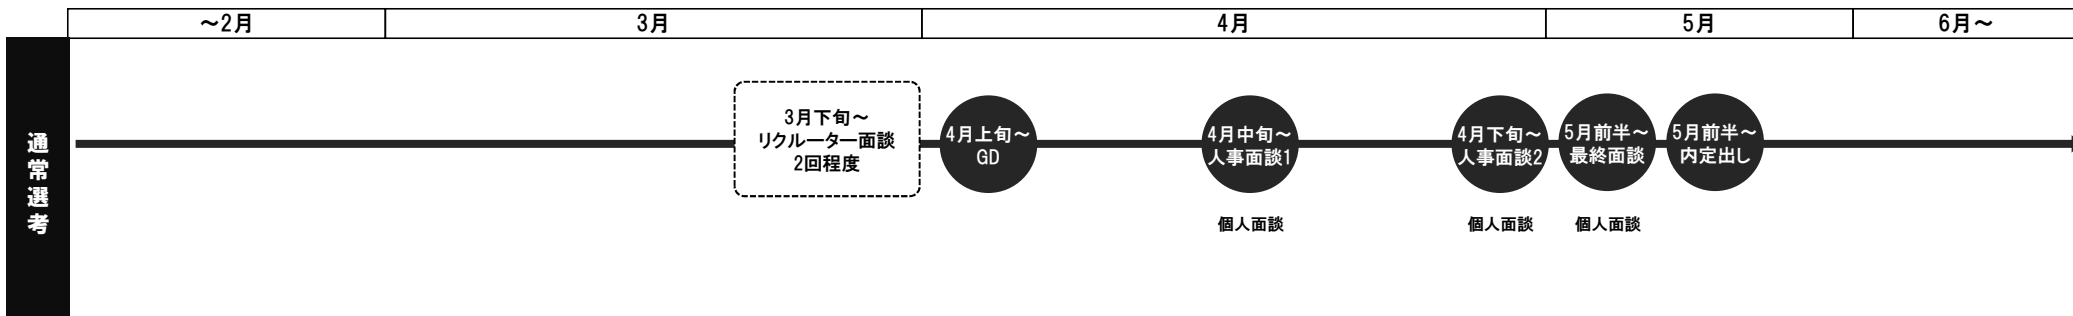 ～2月
3月
4月
5月
6月～
通常選考
3月下旬～
リクルーター面談
2回程度
4月上旬～
GD
4月中旬～
人事面談1
4月下旬～
人事面談2
5月前半～
最終面談
5月前半～
内定出し
個人面談
個人面談
個人面談